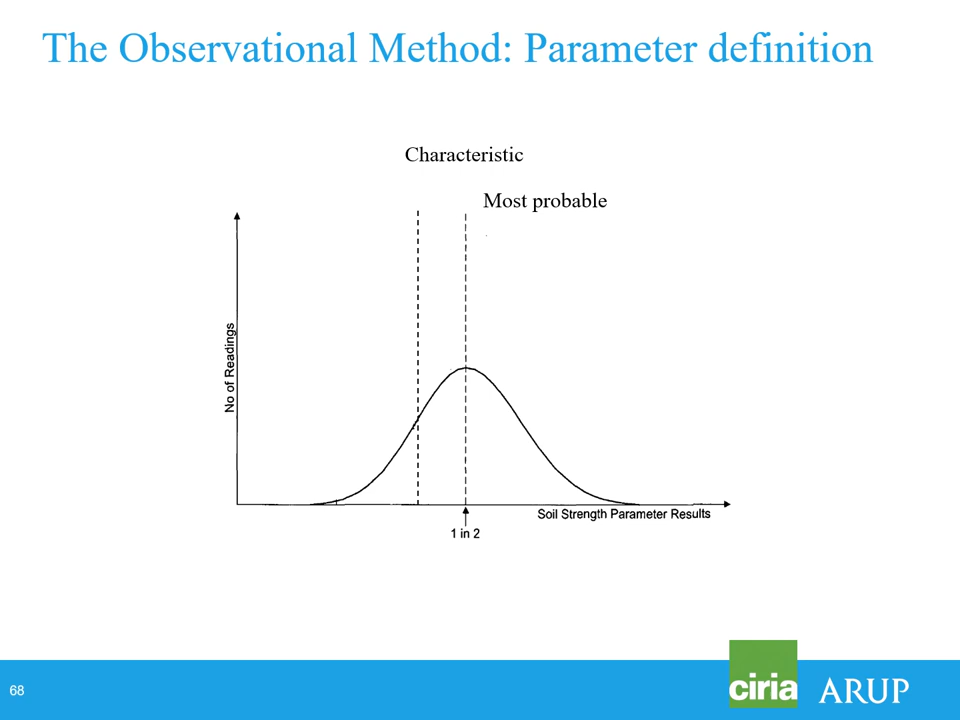 The Observational Method: Parameter definition
Characteristic
Most probable
No of Readings
Soil Strength Parameter Results
1 in 2
68
ciria
ARUP